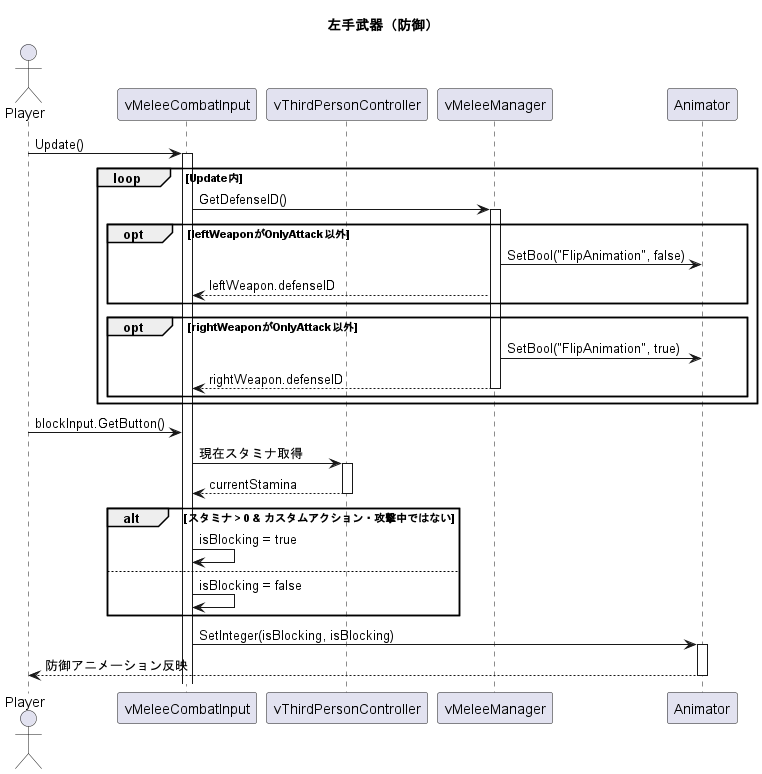 左手武器（防御）
Player
vMeleeCombatInput
vThirdPersonController
vMeleeManager
Animator
Update()
loop
[Update内]
GetDefenseID()
opt
[leftWeaponがOnlyAttack以外]
SetBool("FlipAnimation", false)
leftWeapon.defenseID
opt
[rightWeaponがOnlyAttack以外]
SetBool("FlipAnimation", true)
rightWeapon.defenseID
blockInput.GetButton()
現在スタミナ取得
currentStamina
alt
[スタミナ > 0 & カスタムアクション・攻撃中ではない]
isBlocking = true
isBlocking = false
SetInteger(isBlocking, isBlocking)
防御アニメーション反映
Player
vMeleeCombatInput
vThirdPersonController
vMeleeManager
Animator